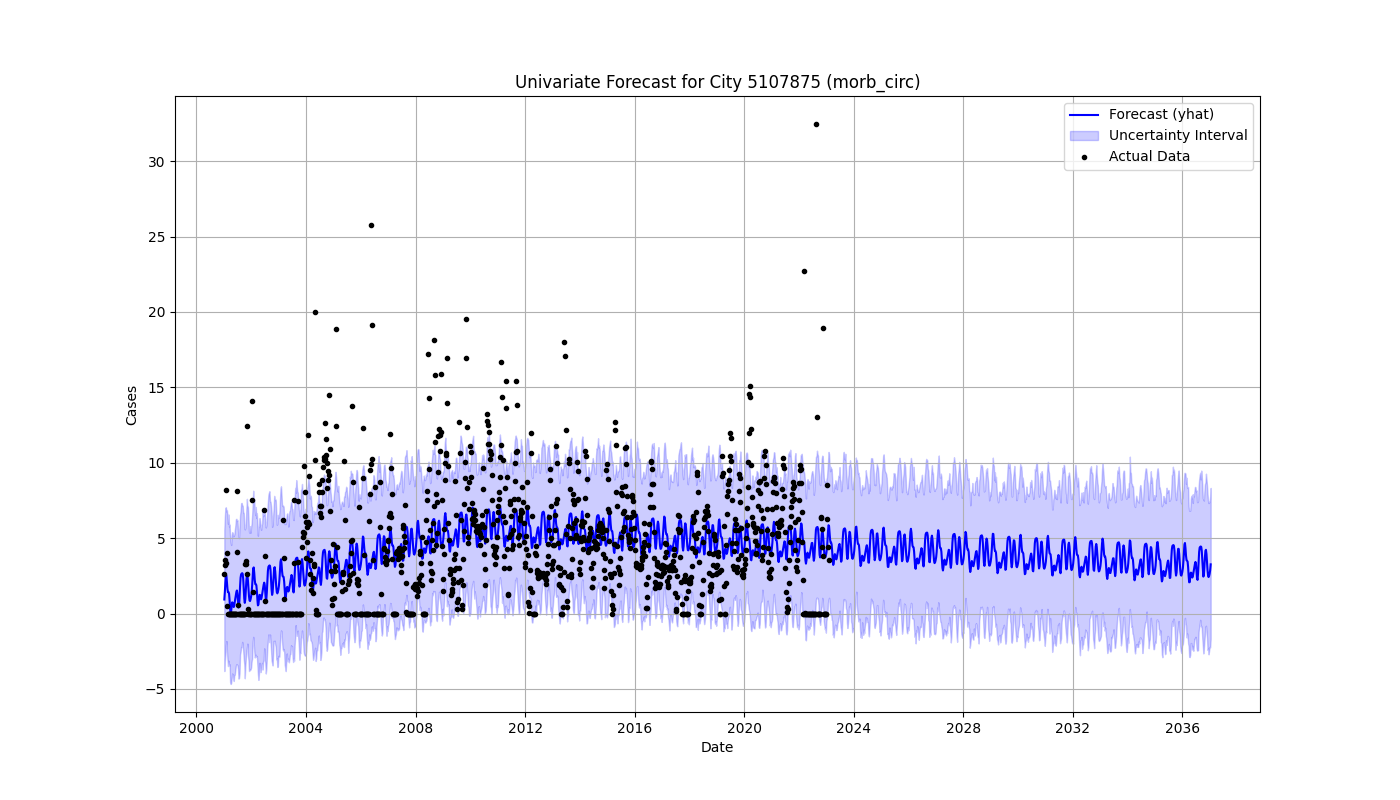 Univariate Forecast for City 5107875 (morb_circ)
Forecast (yhat)
Uncertainty Interval
Actual Data
Cases
30
25
20
15
10
5
0
−5
2000 2004 2008 2012 2016 2020 2024 2028 2032 2036
Date